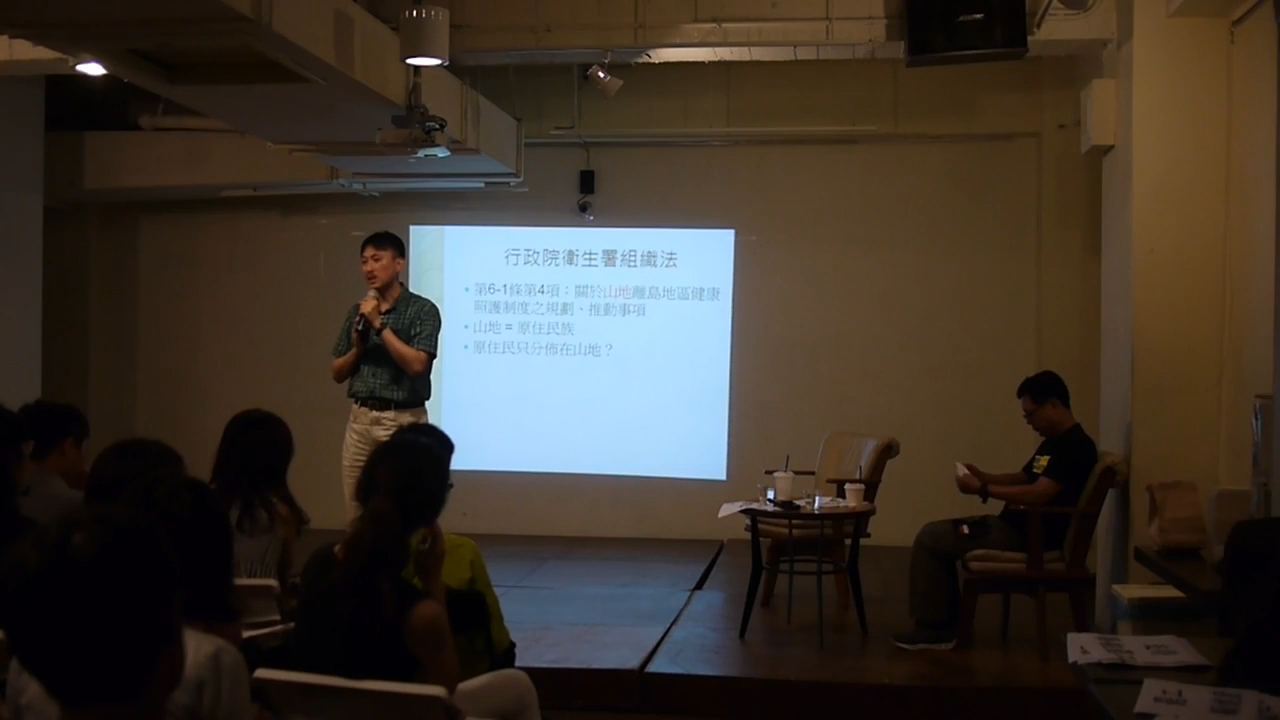 行政院衛生署組織法
• 第6-1條第4項：關於山地離島地區健康
照護制度之規劃、推動事項
• 山地 = 原住民族
• 原住民只分佈在山地？